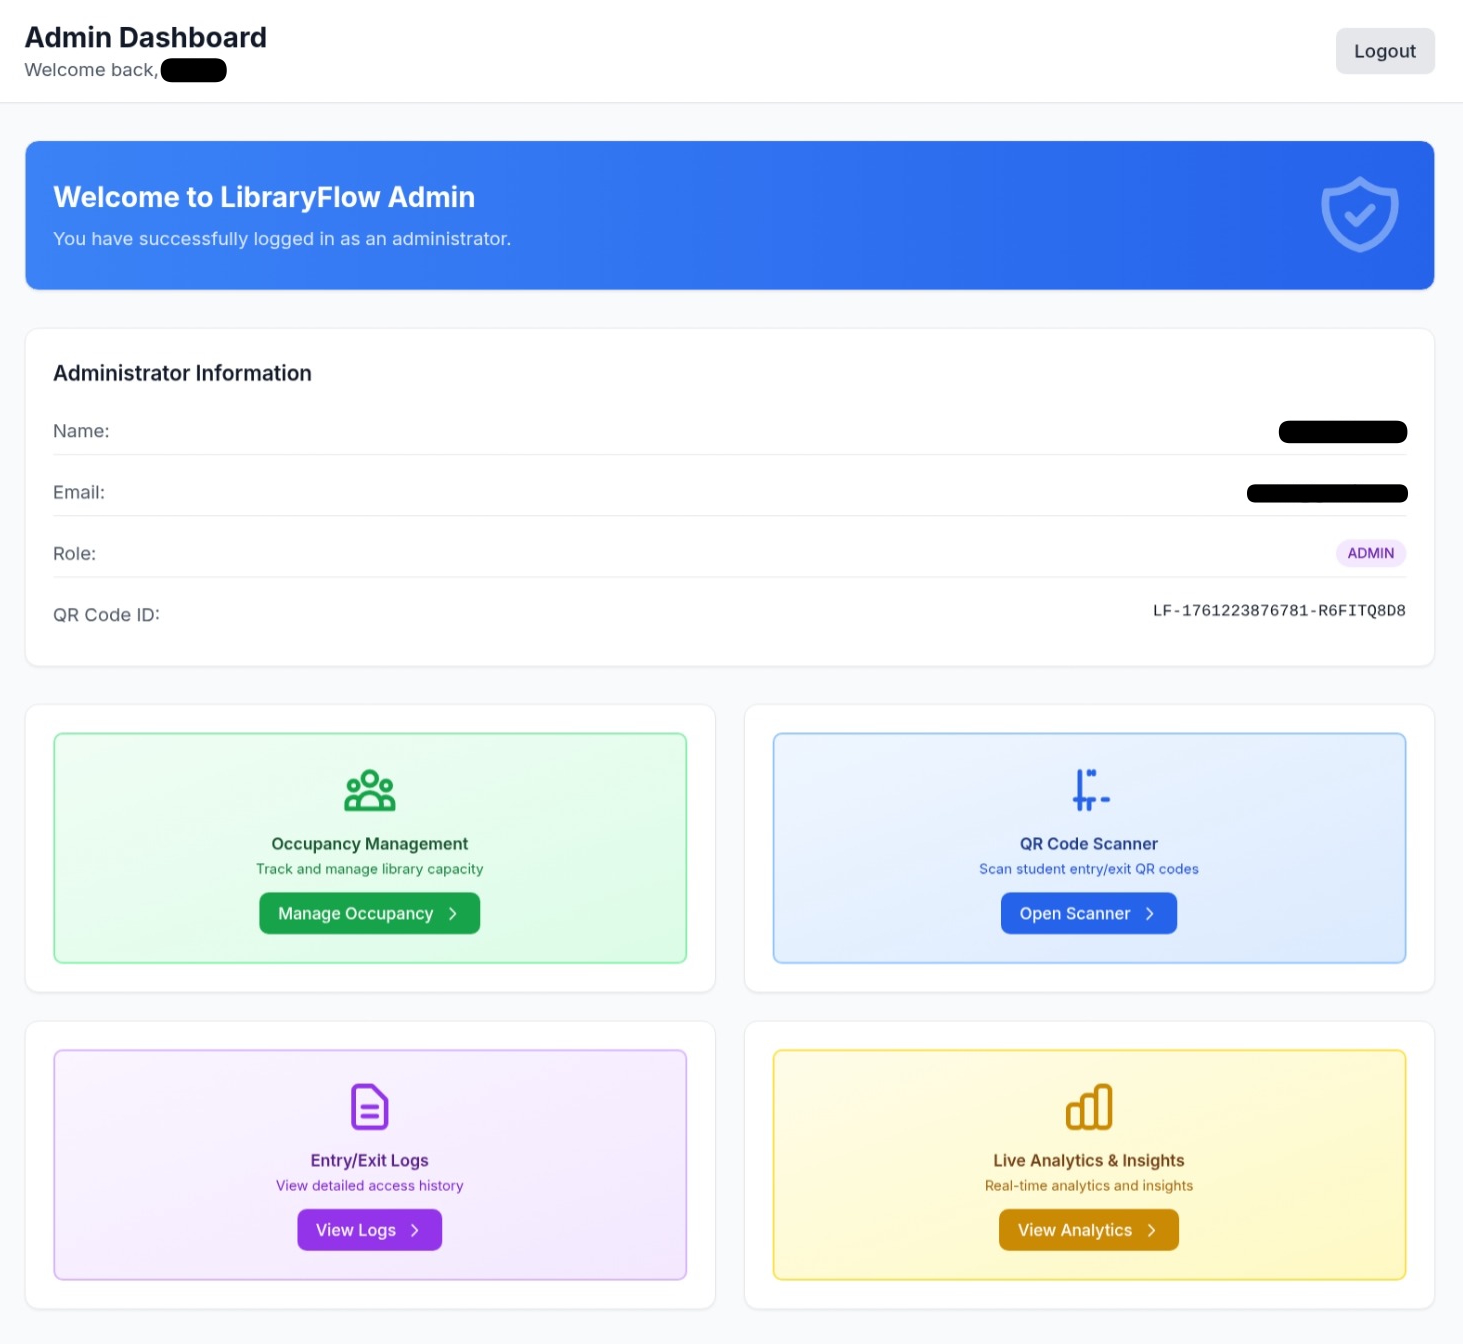 Admin Dashboard
Welcome back,
Logout
Welcome to LibraryFlow Admin
You have successfully logged in as an administrator.
Administrator Information
Name:
Email:
Role:
ADMIN
QR Code ID:
LF-1761223876781-R6FITQ8D8
Occupancy Management
Track and manage library capacity
Manage Occupancy
QR Code Scanner
Scan student entry/exit QR codes
Open Scanner
Entry/Exit Logs
View detailed access history
View Logs
Live Analytics & Insights
Real-time analytics and insights
View Analytics